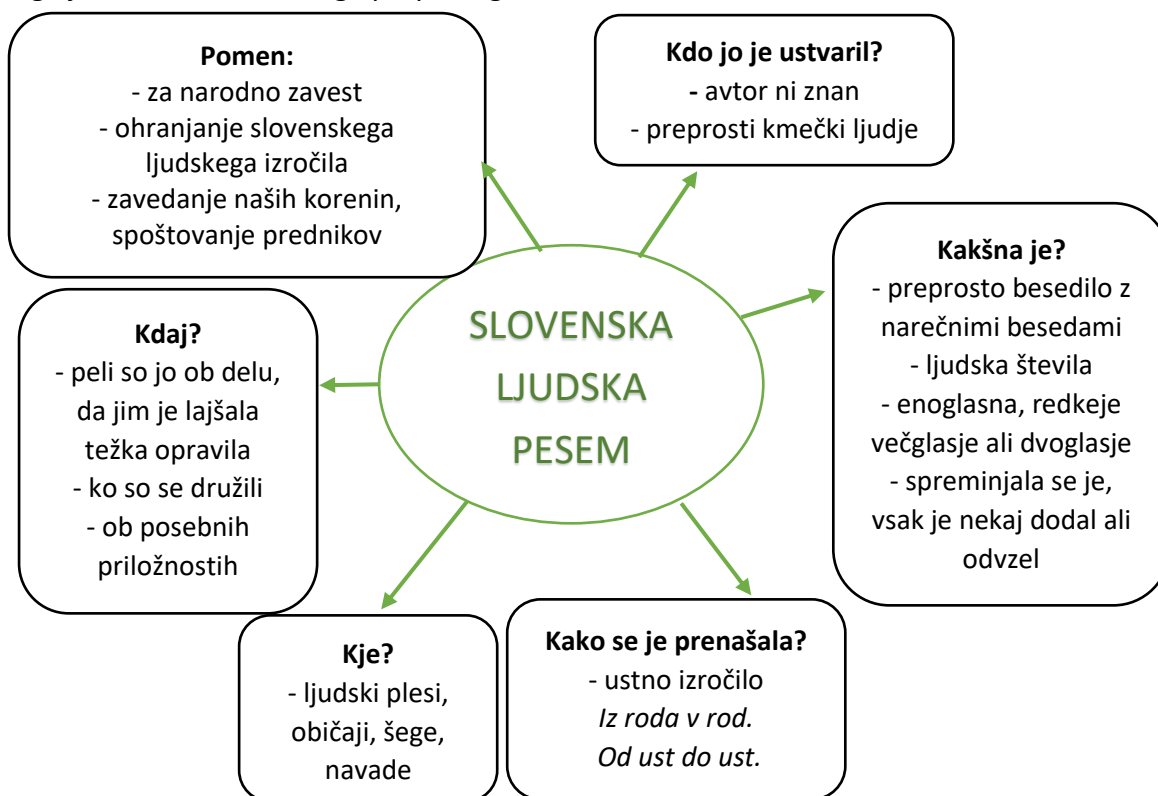 Pomen:
- za narodno zavest
- ohranjanje slovenskega
ljudskega izročila
- zavedanje naših korenin,
spoštovanje prednikov
Kdo jo je ustvaril?
- avtor ni znan
- preprosti kmečki ljudje
Kakšna je?
- preprosto besedilo z
narečnimi besedami
- ljudska števila
- enoglasna, redkeje
večglasje ali dvoglasje
- spreminjala se je,
vsak je nekaj dodal ali
odvzel
SLOVENSKA
LJUDSKA
PESEM
Kdaj?
- peli so jo ob delu,
da jim je lajšala
težka opravila
- ko so se družili
- ob posebnih
priložnostih
Kje?
- ljudski plesi,
običaji, šege,
navade
Kako se je prenašala?
- ustno izročilo
Iz roda v rod.
Od ust do ust.